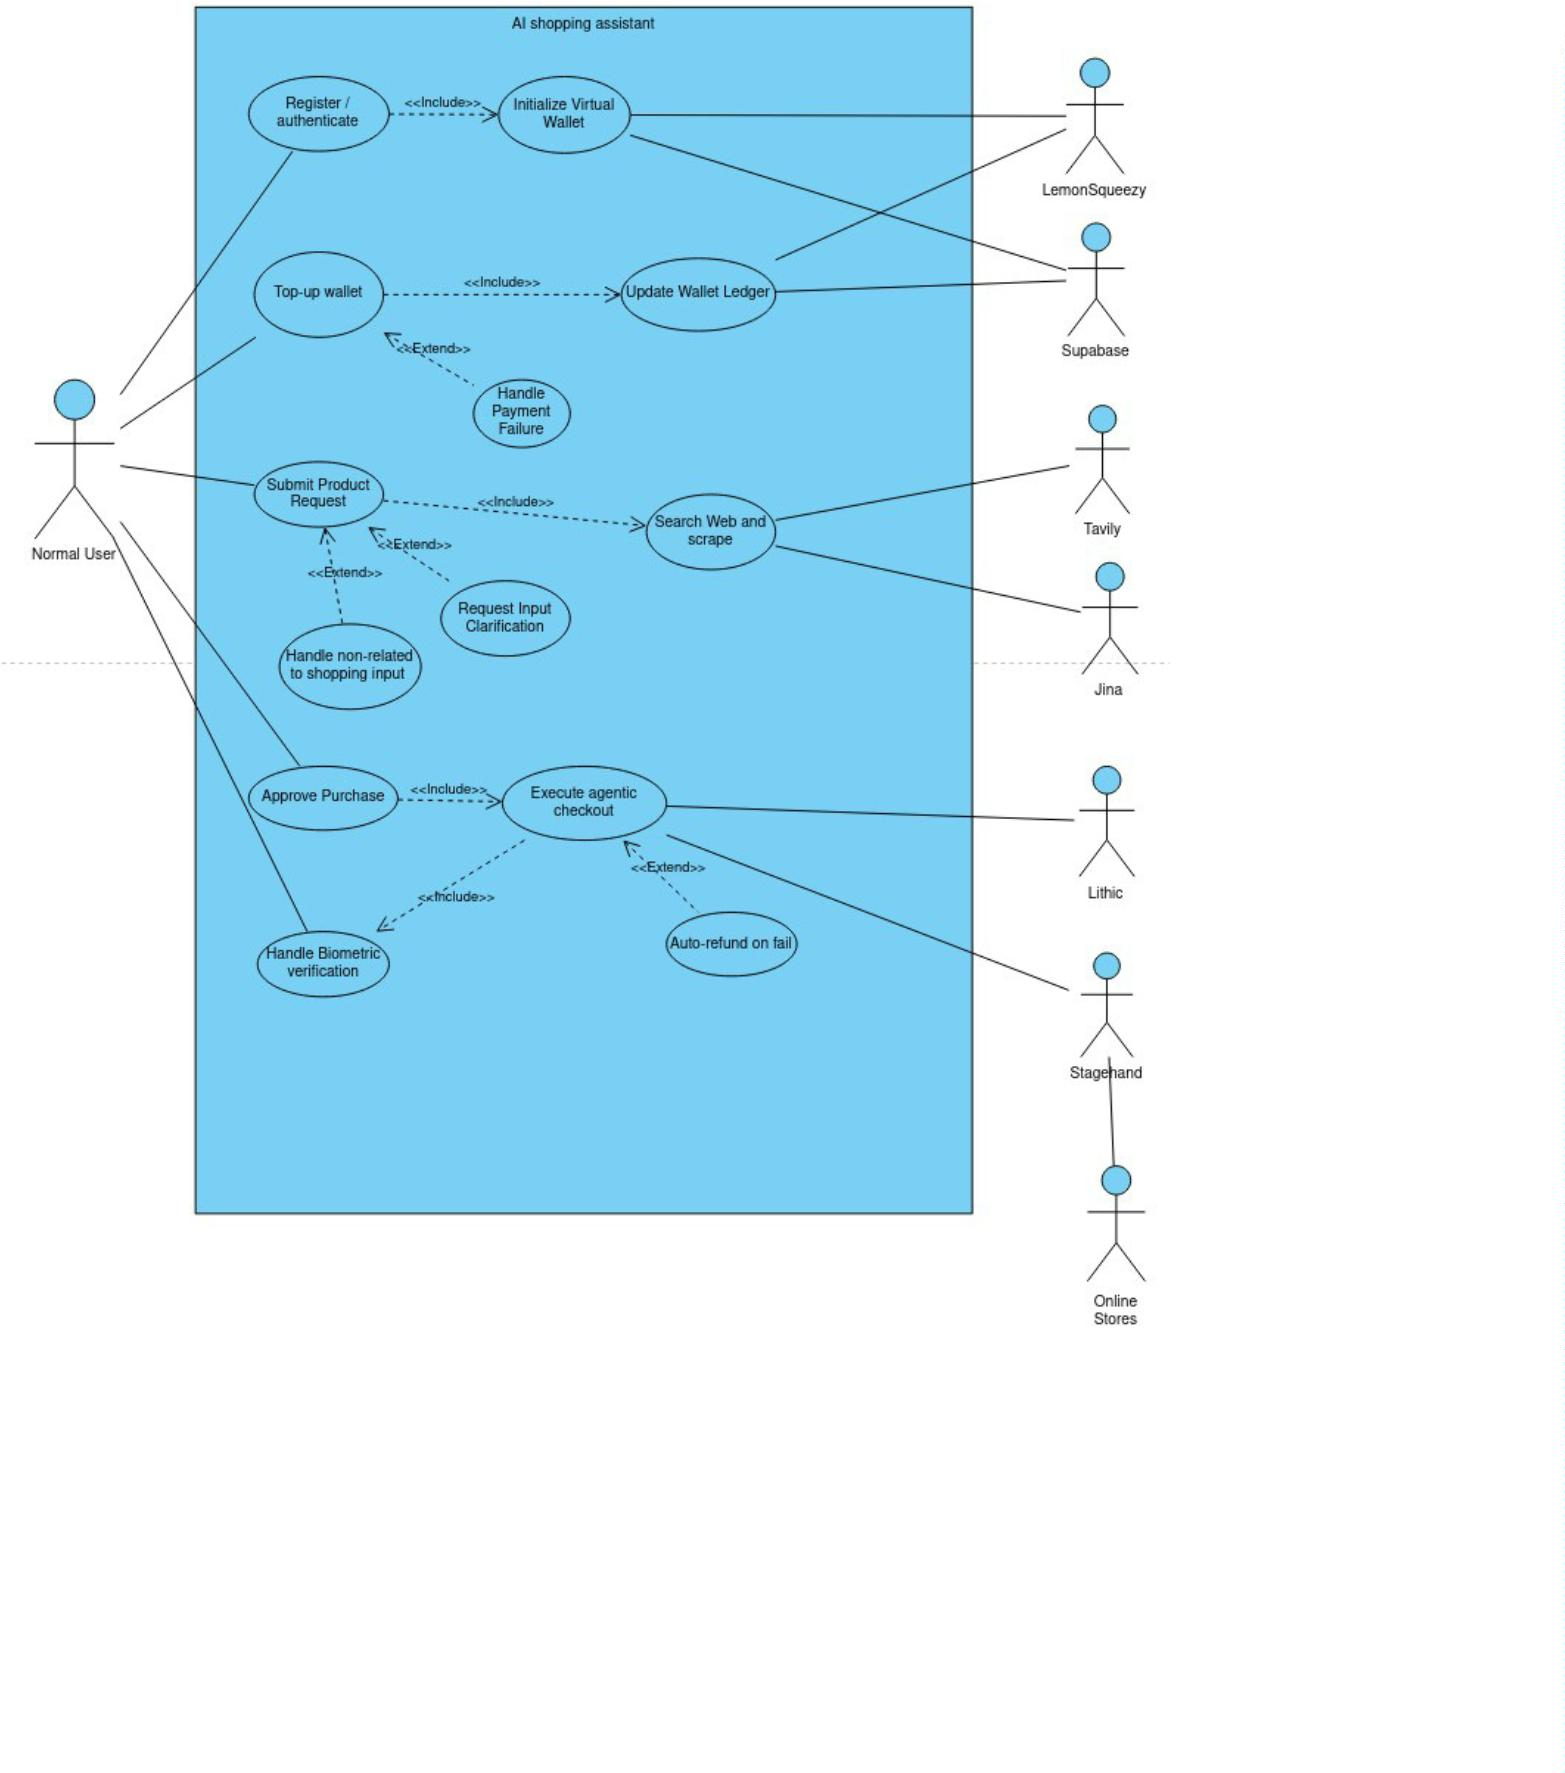 AI shopping assistant
Register /
authenticate
<<Include>>
Initialize Virtual
Wallet
LemonSqueezy
Top-up wallet
<<Include>>
Update Wallet Ledger
Supabase
<<Extend>>
Handle
Payment
Failure
Normal User
Submit Product
Request
<<Include>>
Search Web and
scrape
Tavily
<<Extend>>
<<Extend>>
Request Input
Clarification
Handle non-related
to shopping input
Jina
Approve Purchase
<<Include>>
Execute agentic
checkout
Lithic
<<Extend>>
<<Include>>
Auto-refund on fail
Handle Biometric
verification
Stagehand
Online
Stores